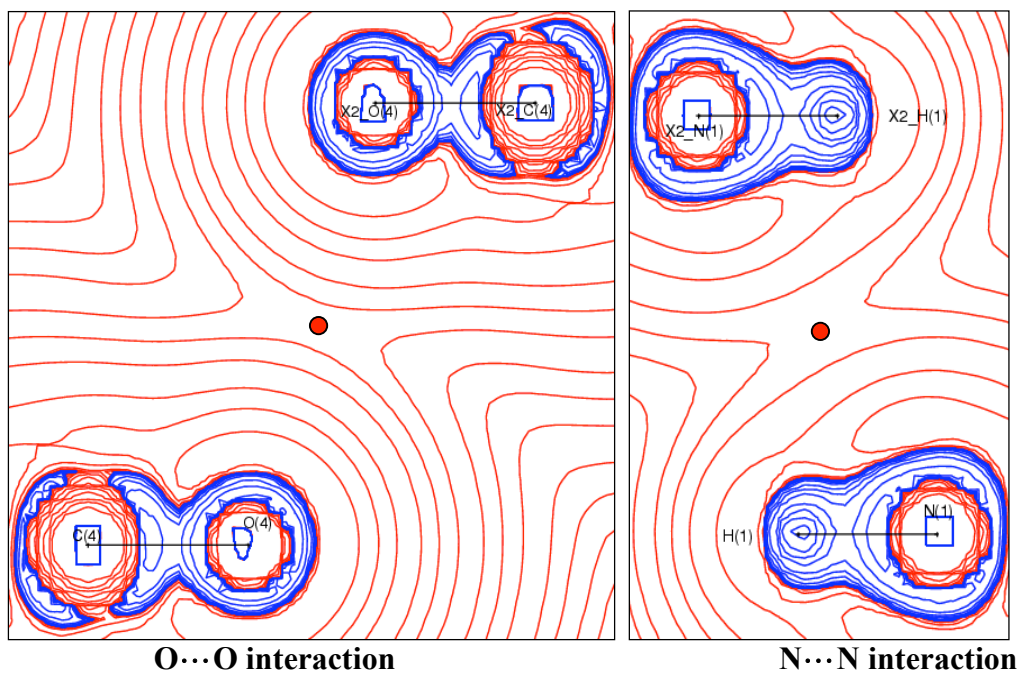 X2_O(4)
X2_C(4)
C(4)
O(4)
O···O interaction
X2_N(1)
X2_H(1)
H(1)
N(1)
N···N interaction